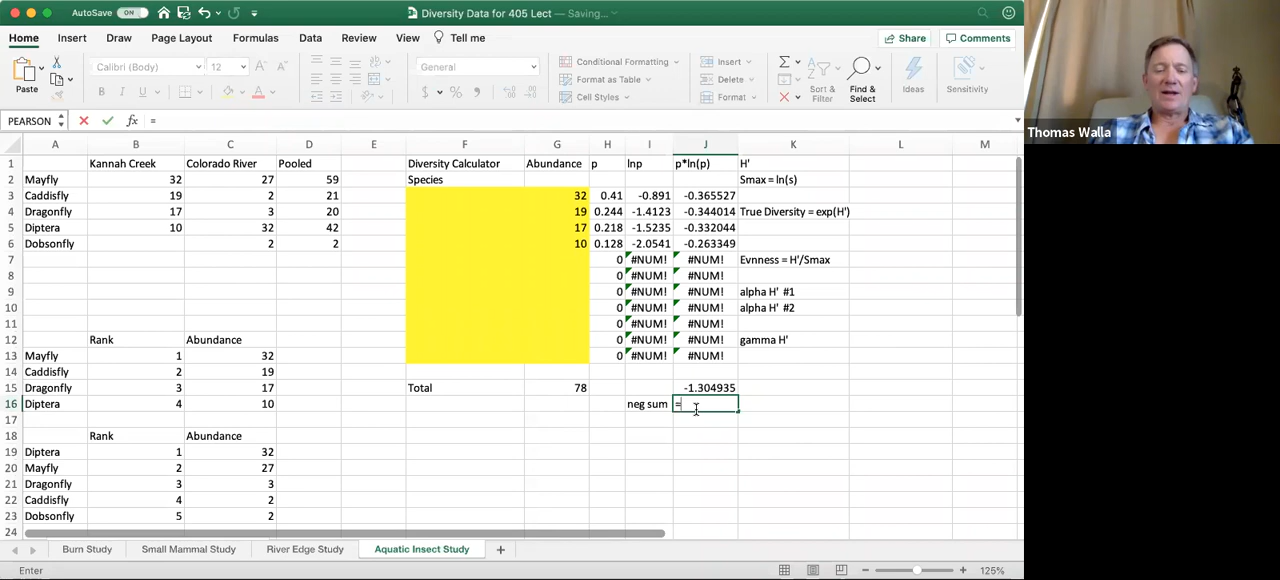 AutoSave ON Diversity Data for 405 Lect — Saving...
Home Insert Draw Page Layout Formulas Data Review View Tell me Share Comments
Paste Calibri (Body) 12 General Conditional Formatting Insert Sort & Filter Find & Select Ideas Sensitivity
B I U A $ % Format as Table Delete
Cell Styles Format
PEARSON fx =
A B C D E F G H I J K L M
1 Kannah Creek Colorado River Pooled Diversity Calculator Abundance p lnp p*ln(p) H'
2 Mayfly 32 27 59 Species Smax = ln(s)
3 Caddisfly 19 2 21 32 0.41 -0.891 -0.365527
4 Dragonfly 17 3 20 19 0.244 -1.4123 -0.344014 True Diversity = exp(H')
5 Diptera 10 32 42 17 0.218 -1.5235 -0.332044
6 Dobsonfly 2 2 10 0.128 -2.0541 -0.263349
7 0 #NUM! #NUM! Evnness = H'/Smax
8 0 #NUM! #NUM!
9 0 #NUM! #NUM! alpha H' #1
10 0 #NUM! #NUM! alpha H' #2
11 0 #NUM! #NUM!
12 Rank Abundance 0 #NUM! #NUM! gamma H'
13 Mayfly 1 32 0 #NUM! #NUM!
14 Caddisfly 2 19
15 Dragonfly 3 17 Total 78 -1.304935
16 Diptera 4 10 neg sum =
17
18 Rank Abundance
19 Diptera 1 32
20 Mayfly 2 27
21 Dragonfly 3 3
22 Caddisfly 4 2
23 Dobsonfly 5 2
24
Burn Study Small Mammal Study River Edge Study Aquatic Insect Study +
Enter 125%
Thomas Walla